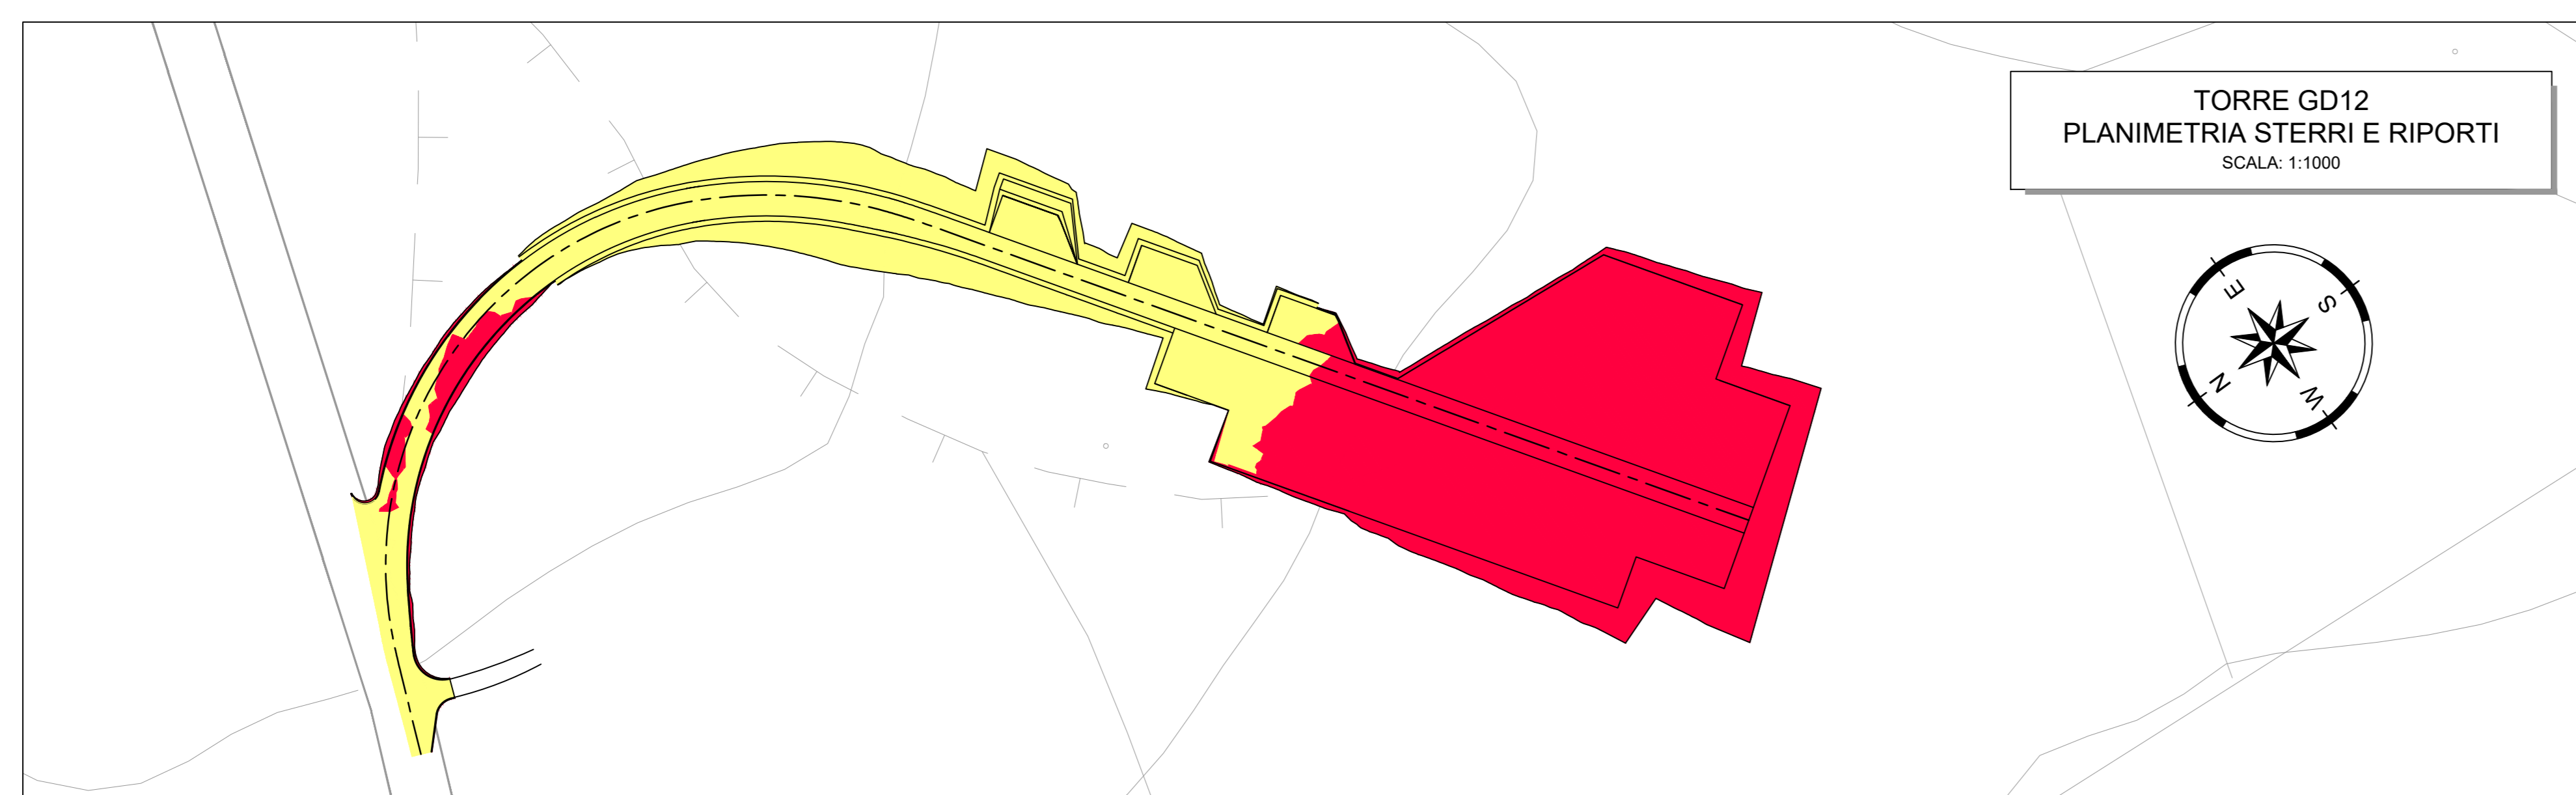 TORRE GD12
PLANIMETRIA STERRI E RIPORTI
SCALA: 1:1000
E
S
N
W